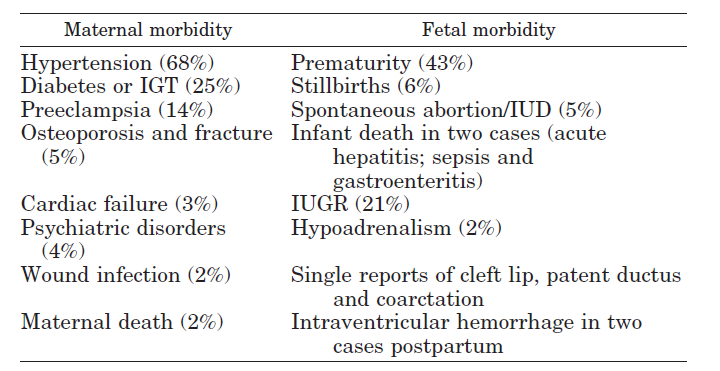 Maternal morbidity Fetal morbidity
Hypertension (68%) Prematurity (43%)
Diabetes or IGT (25%) Stillbirths (6%)
Preeclampsia (14%) Spontaneous abortion/IUD (5%)
Osteoporosis and fracture Infant death in two cases (acute
(5%) hepatitis; sepsis and
gastroenteritis)
Cardiac failure (3%) IUGR (21%)
Psychiatric disorders Hypoadrenalism (2%)
(4%)
Wound infection (2%) Single reports of cleft lip, patent ductus
and coarctation
Maternal death (2%) Intraventricular hemorrhage in two
cases postpartum